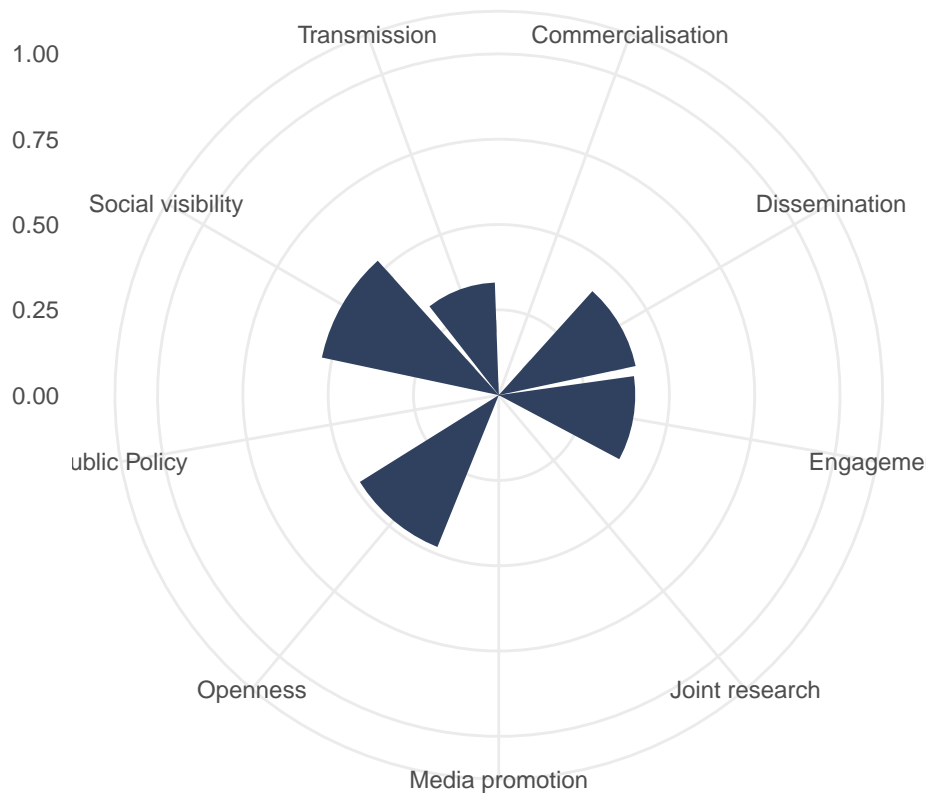 Transmission
Commercialisation
1.00
0.75
Social visibility
Dissemination
0.50
0.25
0.00
ublic Policy
Engageme
Openness
Joint research
Media promotion